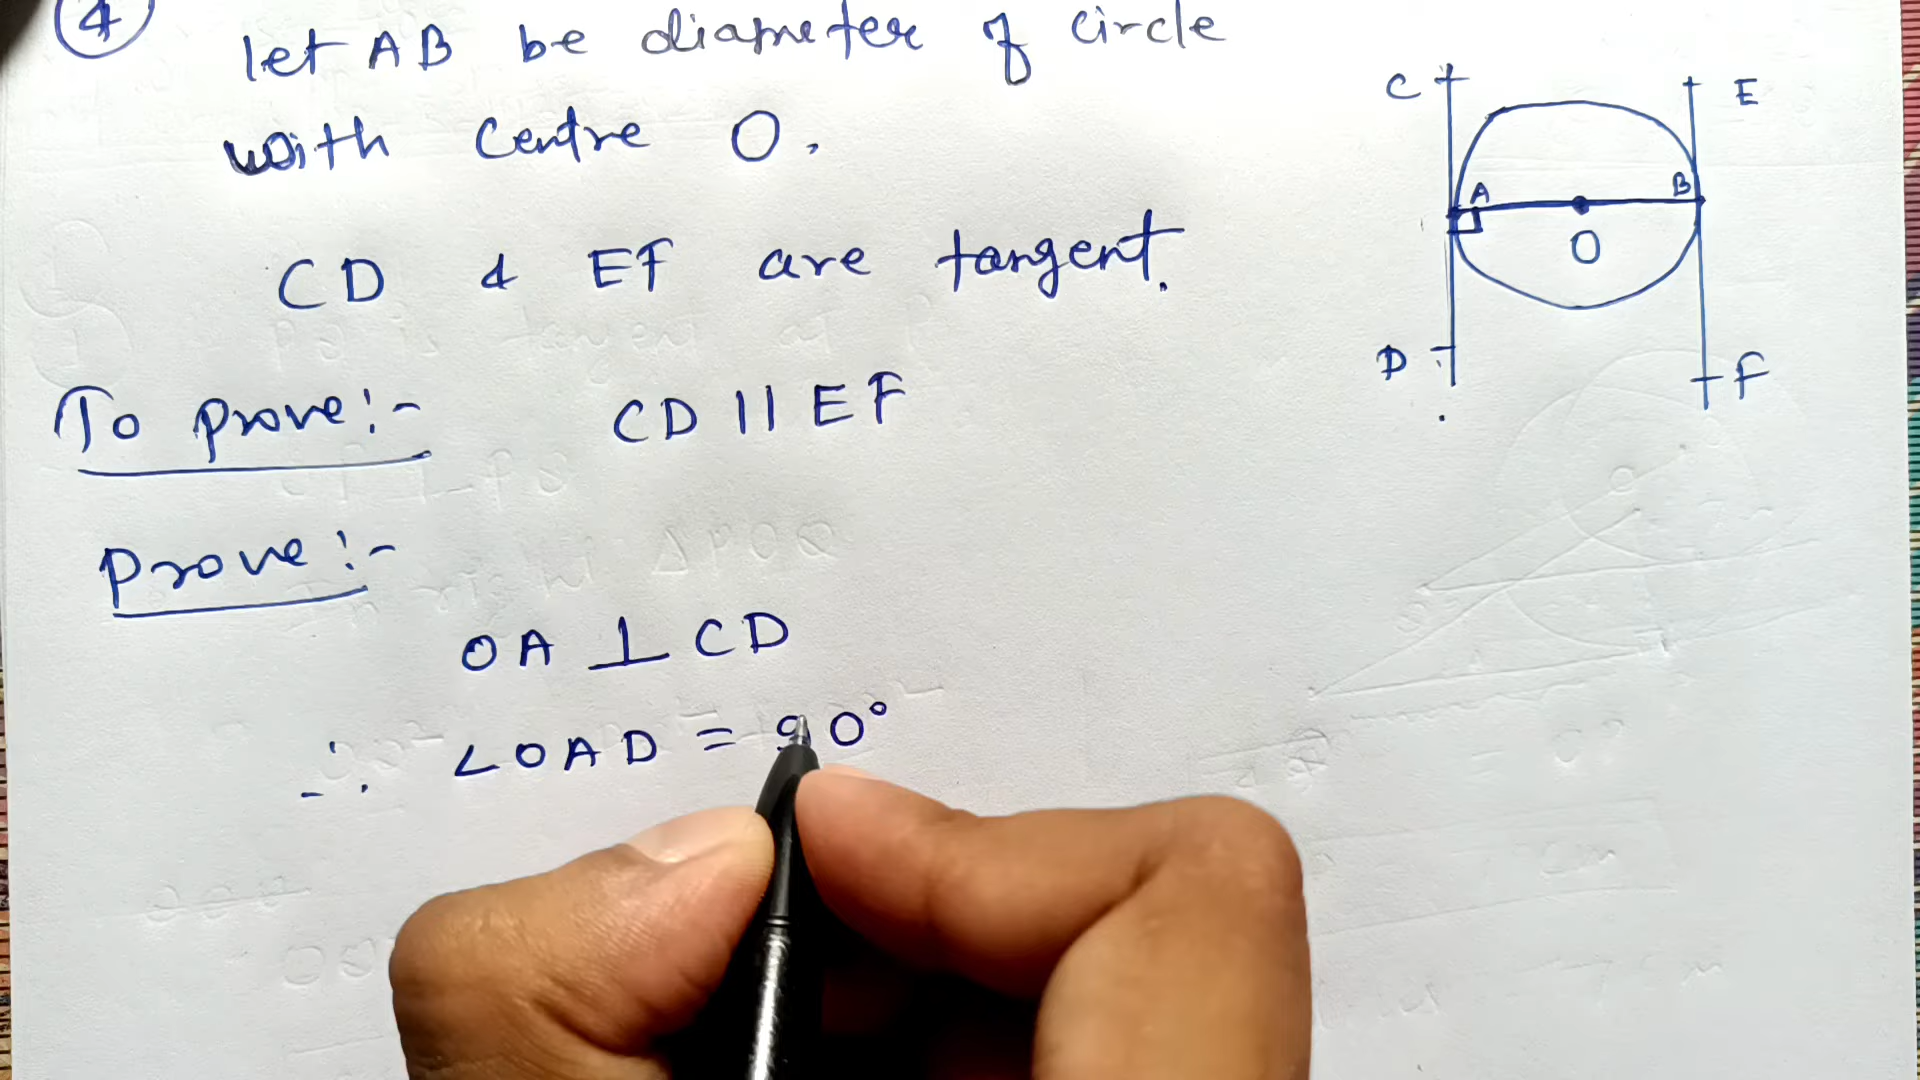 4
let AB be diameter of circle
with Centre O.
CD & EF are tangent.
To prove :-
CD || EF
Prove :-
OA ⊥ CD
∴ ∠OAD = 90°
C
E
A
B
O
D
F